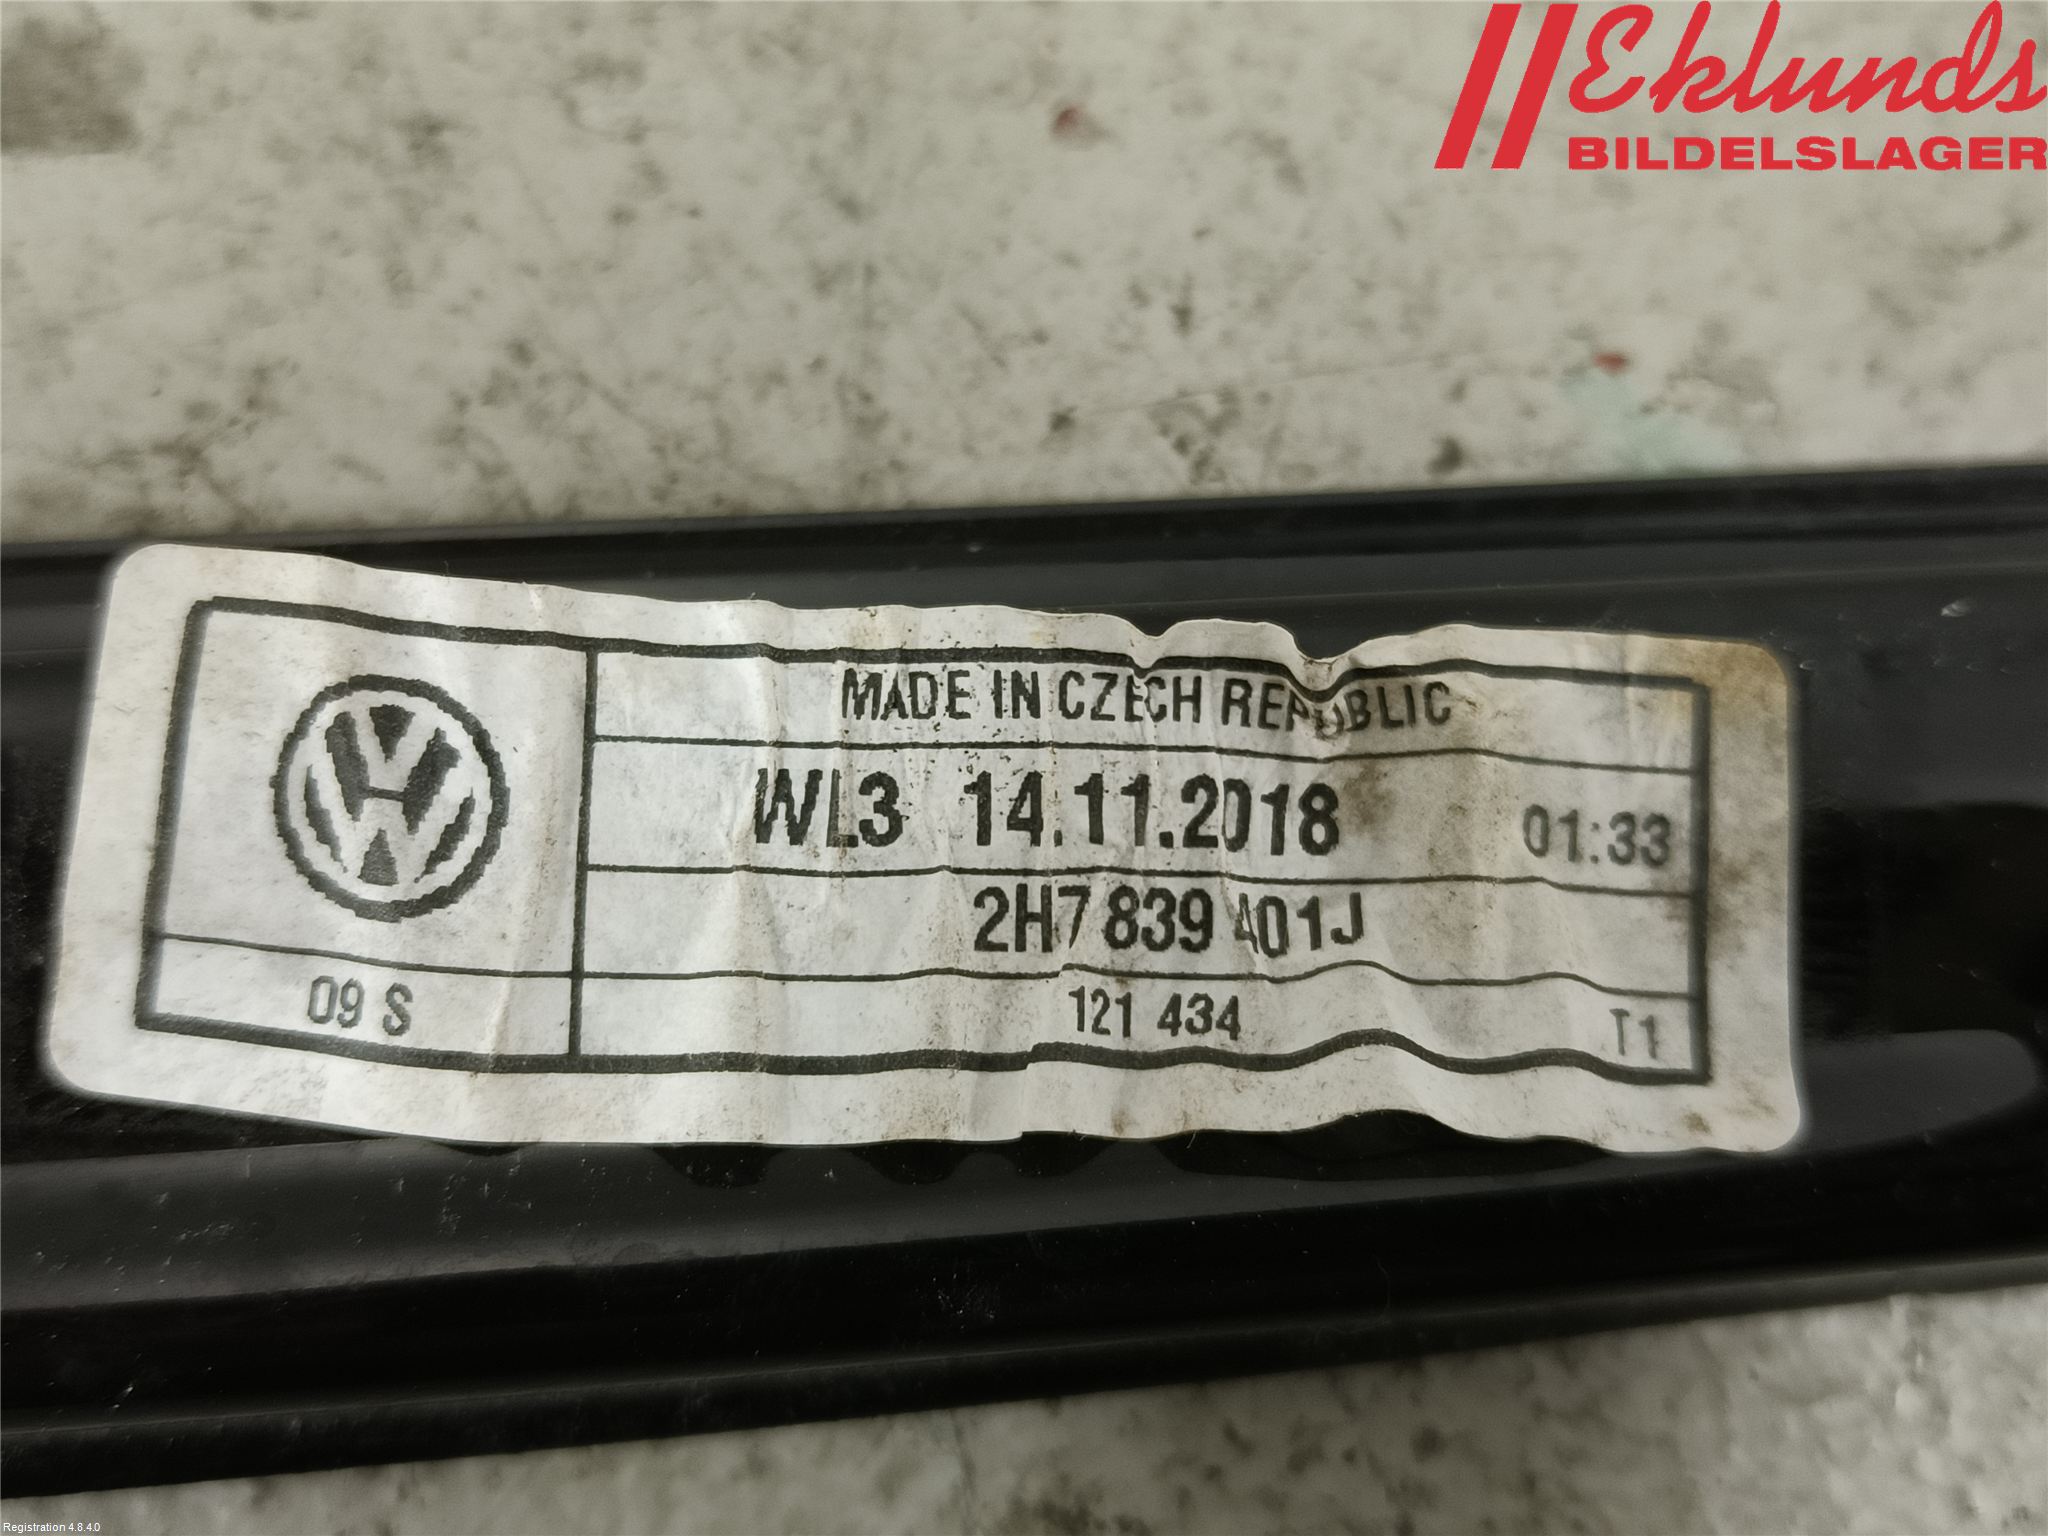 Eklunds
BILDELSLAGER
MADE IN CZECH REPUBLIC
WL3 14.11.2018 01:33
2H7 839 401J
09 S 121 434 T1
Registration 4.8.4.0